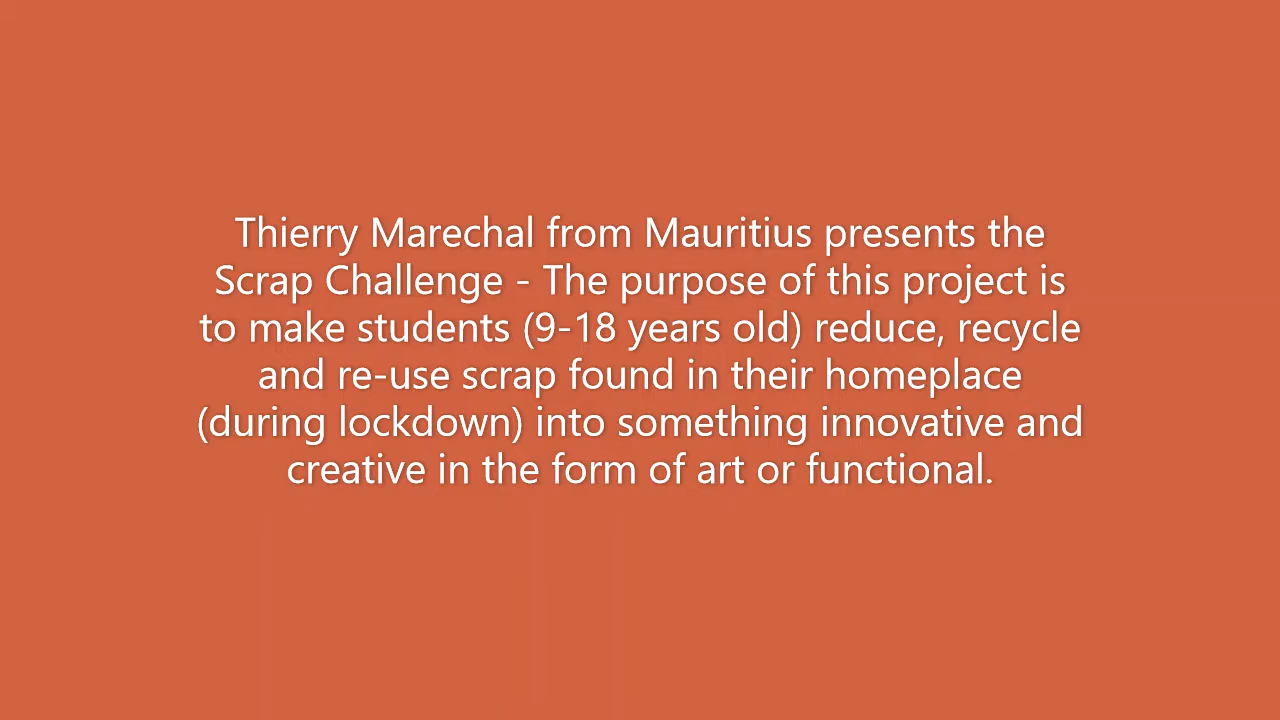 Thierry Marechal from Mauritius presents the
Scrap Challenge - The purpose of this project is
to make students (9-18 years old) reduce, recycle
and re-use scrap found in their homeplace
(during lockdown) into something innovative and
creative in the form of art or functional.